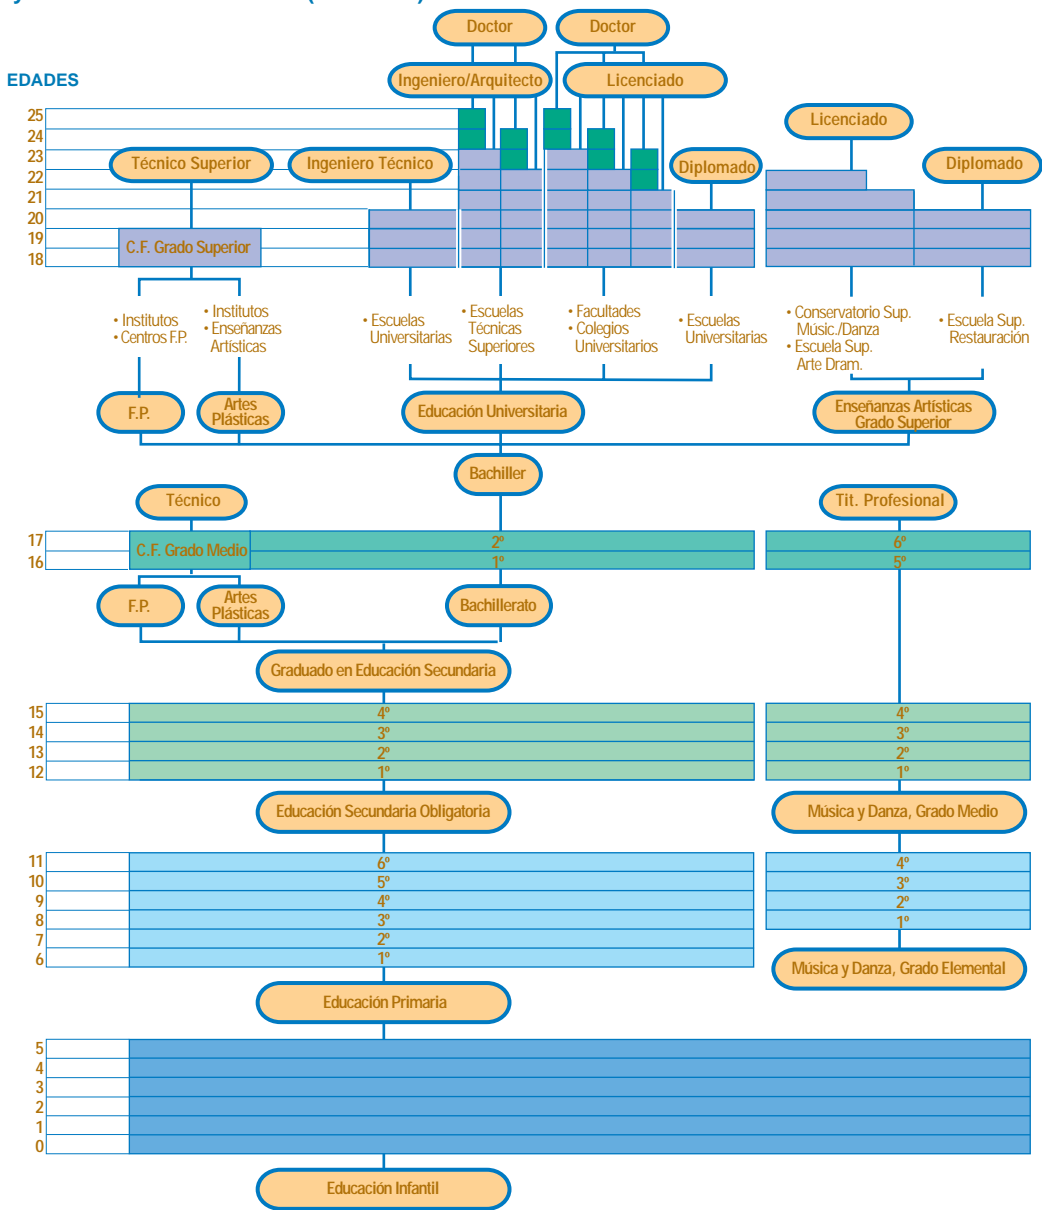 Doctor
Doctor
EDADES
Ingeniero/Arquitecto
Licenciado
25
24
23
22
21
20
19
18
Licenciado
Técnico Superior
Ingeniero Técnico
Diplomado
Diplomado
C.F. Grado Superior
• Institutos
• Centros F.P.
• Institutos
• Enseñanzas
Artísticas
• Escuelas
Universitarias
• Escuelas
Técnicas
Superiores
• Facultades
• Colegios
Universitarios
• Escuelas
Universitarias
• Conservatorio Sup.
Músic./Danza
• Escuela Sup.
Arte Dram.
• Escuela Sup.
Restauración
F.P.
Artes
Plásticas
Educación Universitaria
Enseñanzas Artísticas
Grado Superior
Bachiller
Técnico
Tit. Profesional
17
16
C.F. Grado Medio
2º
1º
6º
5º
F.P.
Artes
Plásticas
Bachillerato
Graduado en Educación Secundaria
15
14
13
12
4º
3º
2º
1º
4º
3º
2º
1º
Educación Secundaria Obligatoria
Música y Danza, Grado Medio
11
10
9
8
7
6
6º
5º
4º
3º
2º
1º
4º
3º
2º
1º
Música y Danza, Grado Elemental
Educación Primaria
5
4
3
2
1
0
Educación Infantil